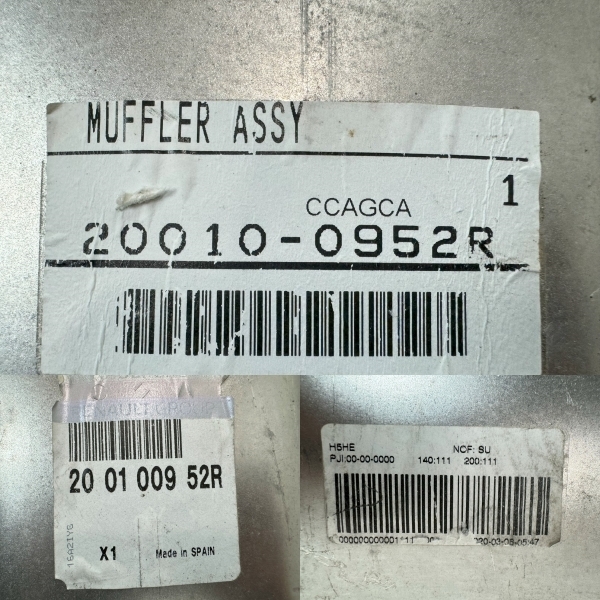 MUFFLER ASSY
1
CCAGCA
20010-0952R
RENAULT GROUP
20 01 009 52R
16A2IYG
X1
Made in SPAIN
H5HE
NCF: SU
PJI:00-00-0000
140:111
200:111